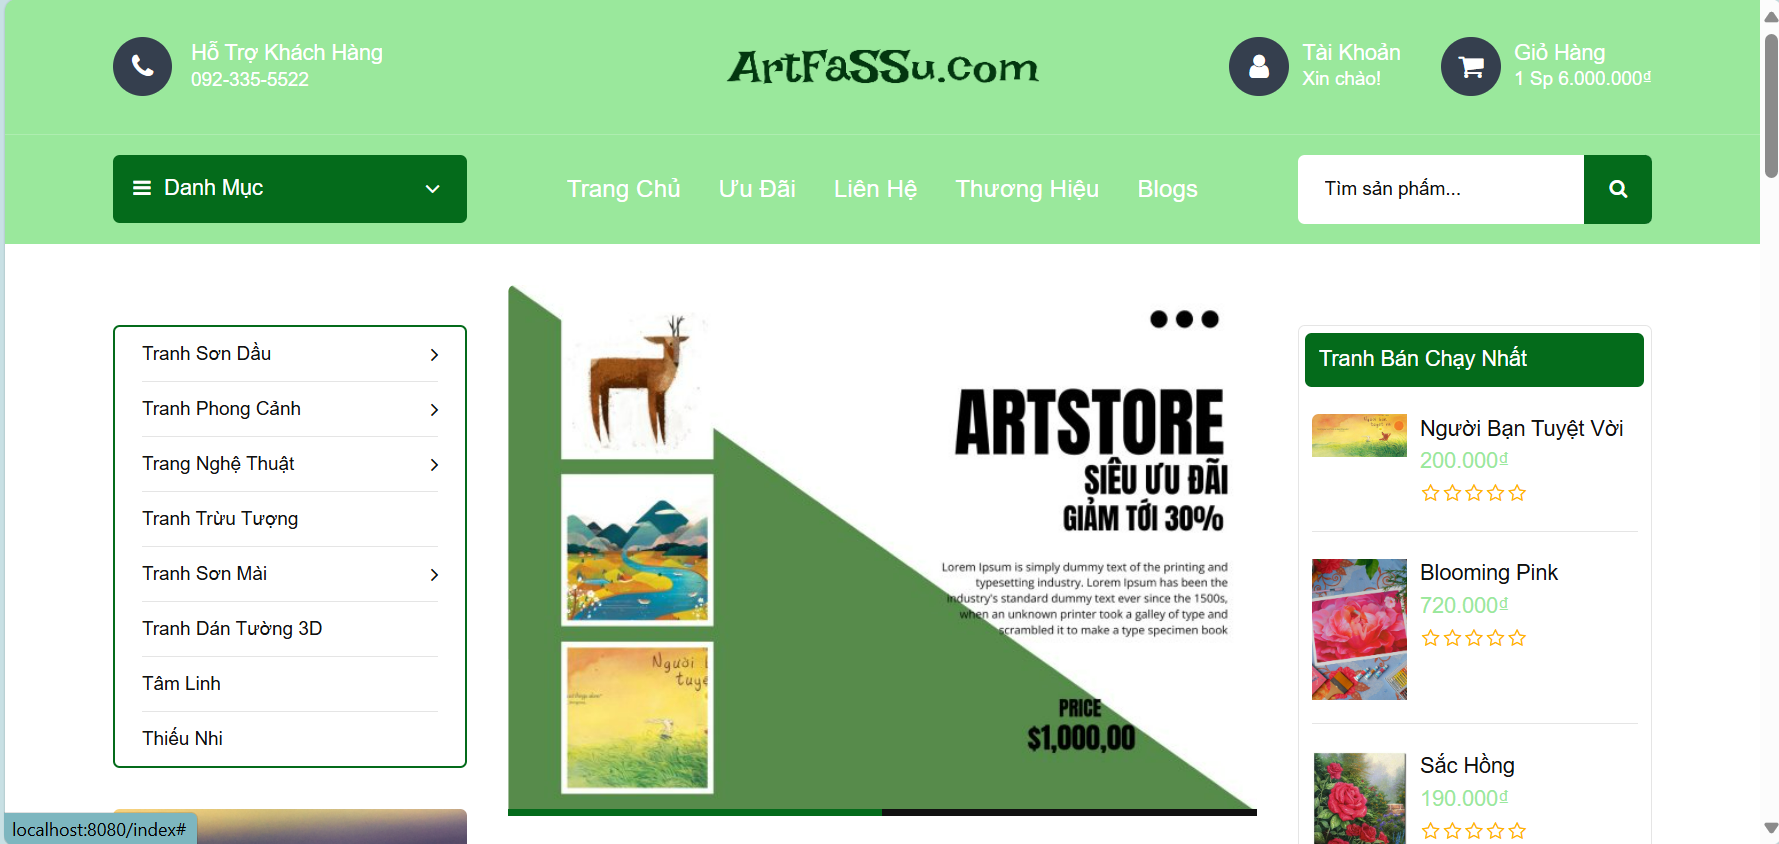 Hỗ Trợ Khách Hàng
092-335-5522
ArtFaSSu.com
Tài Khoản
Xin chào!
Giỏ Hàng
1 Sp 6.000.000₫
Danh Mục
Trang Chủ
Ưu Đãi
Liên Hệ
Thương Hiệu
Blogs
Tìm sản phẩm...
Tranh Sơn Dầu
Tranh Phong Cảnh
Trang Nghệ Thuật
Tranh Trừu Tượng
Tranh Sơn Mài
Tranh Dán Tường 3D
Tâm Linh
Thiếu Nhi
ARTSTORE
SIÊU ƯU ĐÃI
GIẢM TỚI 30%
Lorem Ipsum is simply dummy text of the printing and
typesetting industry. Lorem Ipsum has been the
industry's standard dummy text ever since the 1500s,
when an unknown printer took a galley of type and
scrambled it to make a type specimen book
PRICE
$1,000,00
Người
tuyệ
Tranh Bán Chạy Nhất
Người Bạn Tuyệt Vời
200.000₫
Blooming Pink
720.000₫
Sắc Hồng
190.000₫
localhost:8080/index#